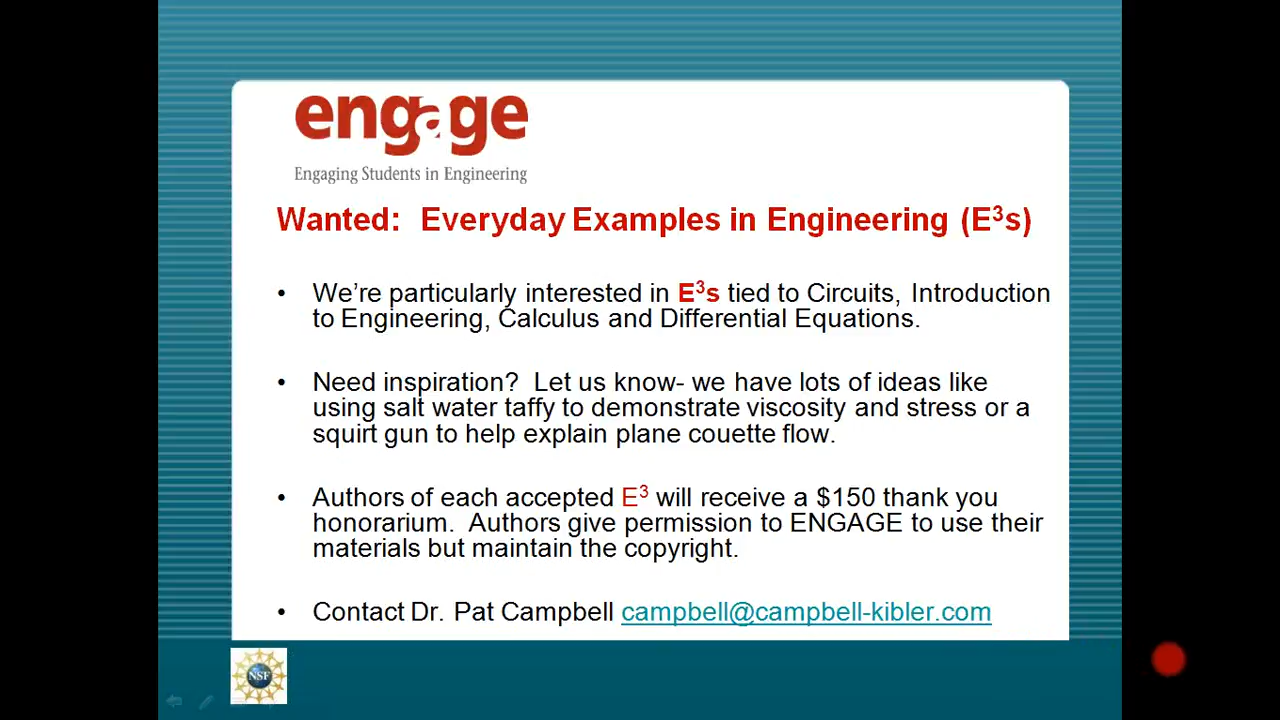 engage
Engaging Students in Engineering
Wanted: Everyday Examples in Engineering (E³s)
• We’re particularly interested in E³s tied to Circuits, Introduction
to Engineering, Calculus and Differential Equations.
• Need inspiration? Let us know- we have lots of ideas like
using salt water taffy to demonstrate viscosity and stress or a
squirt gun to help explain plane couette flow.
• Authors of each accepted E³ will receive a $150 thank you
honorarium. Authors give permission to ENGAGE to use their
materials but maintain the copyright.
• Contact Dr. Pat Campbell campbell@campbell-kibler.com
NSF